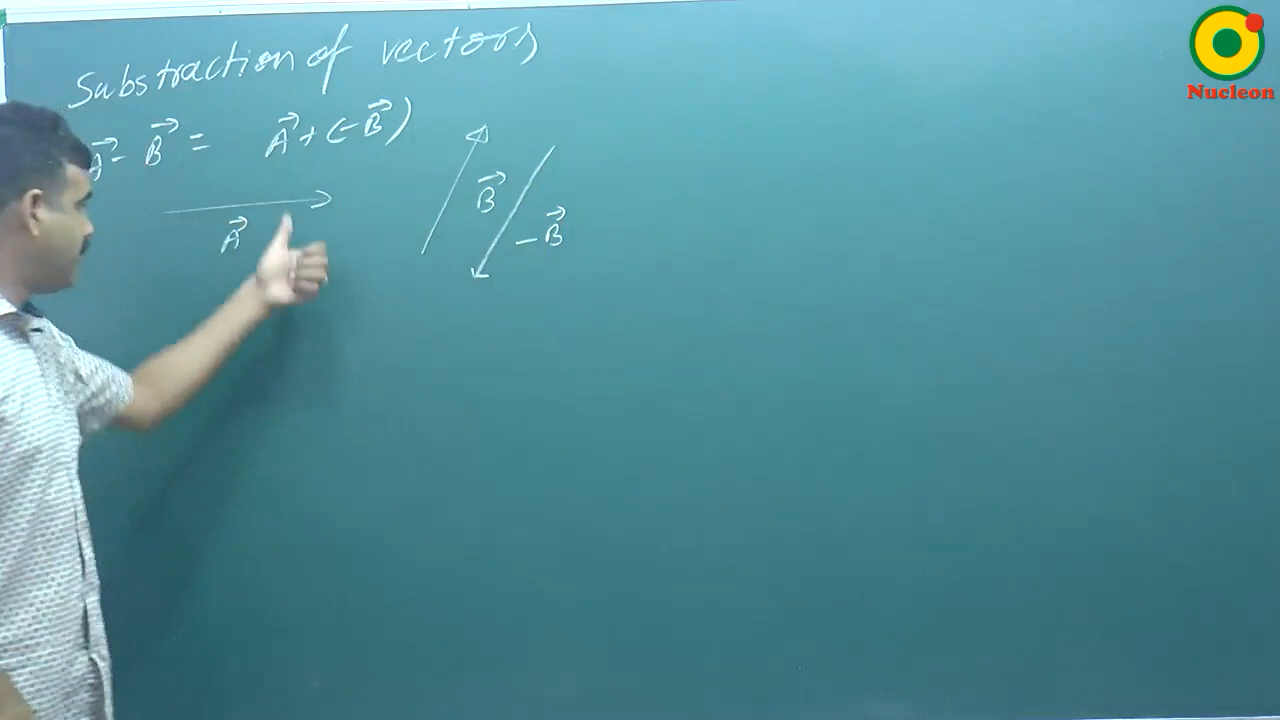 Substraction of vectors
A⃗ - B⃗ = A⃗ + (-B⃗)
A⃗
B⃗
-B⃗
Nucleon